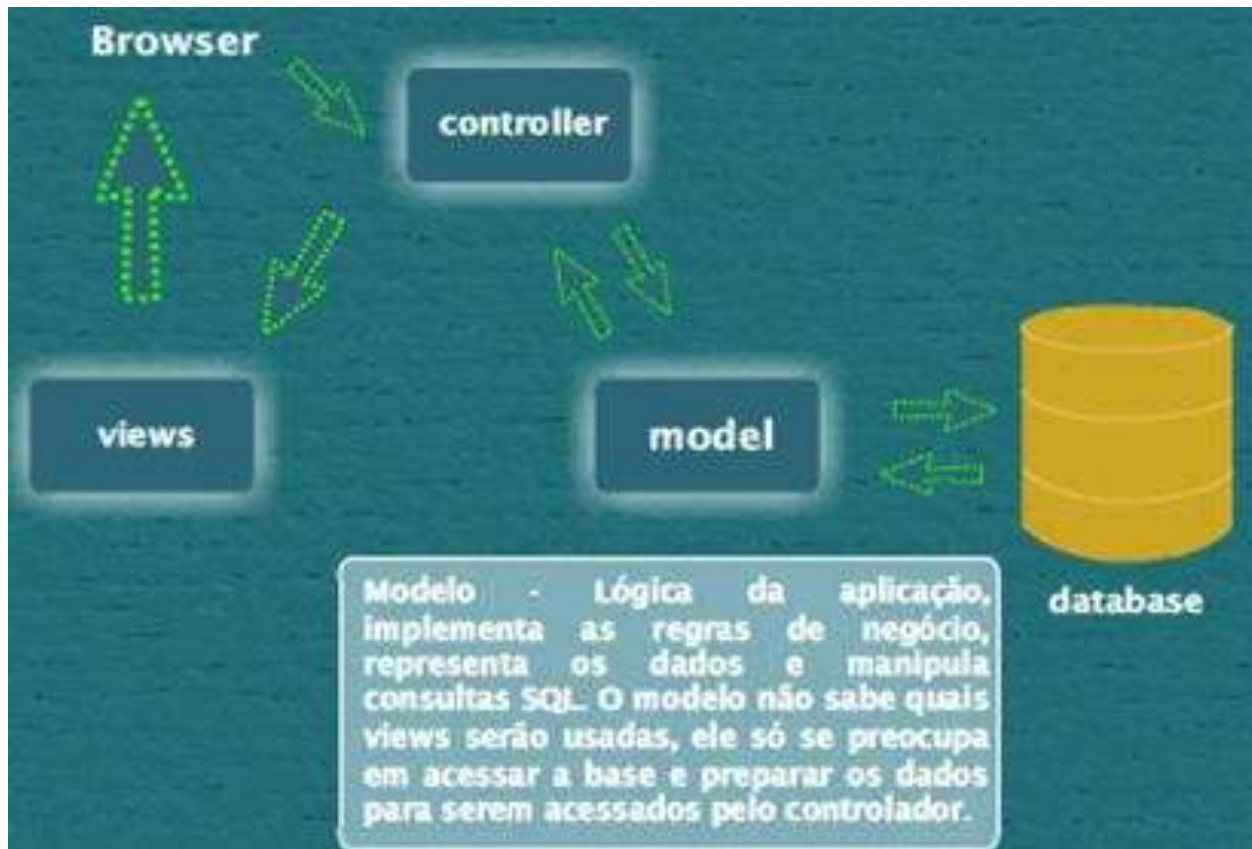 Browser
controller
views
model
database
Modelo - Lógica da aplicação,
implementa as regras de negócio,
representa os dados e manipula
consultas SQL. O modelo não sabe quais
views serão usadas, ele só se preocupa
em acessar a base e preparar os dados
para serem acessados pelo controlador.